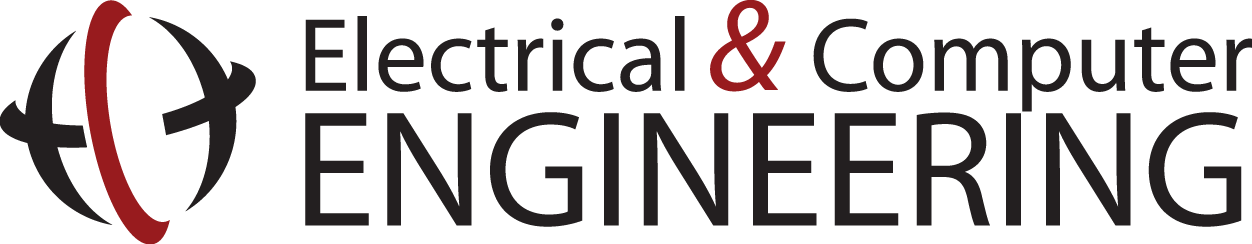 Electrical & Computer
ENGINEERING